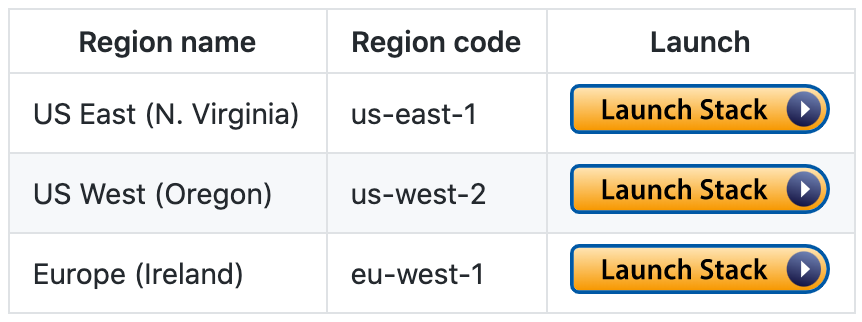 Region name Region code Launch
US East (N. Virginia) us-east-1 Launch Stack
US West (Oregon) us-west-2 Launch Stack
Europe (Ireland) eu-west-1 Launch Stack